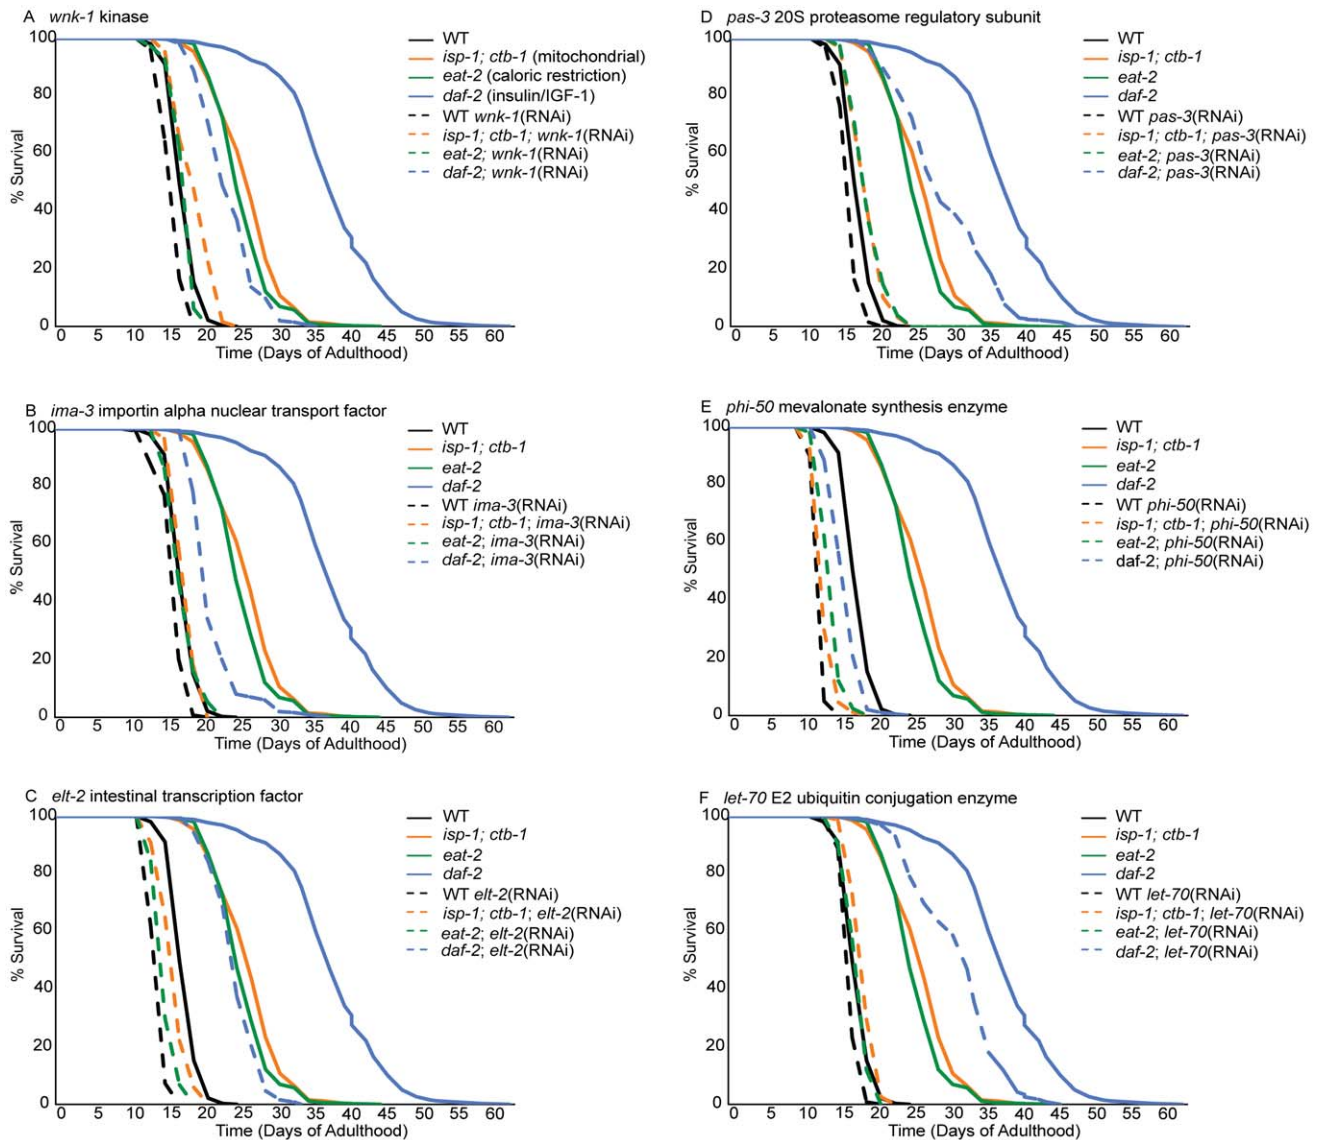 A wnk-1 kinase
% Survival
100
80
60
40
20
0
0 5 10 15 20 25 30 35 40 45 50 55 60
Time (Days of Adulthood)
WT
isp-1; ctb-1 (mitochondrial)
eat-2 (caloric restriction)
daf-2 (insulin/IGF-1)
WT wnk-1(RNAi)
isp-1; ctb-1; wnk-1(RNAi)
eat-2; wnk-1(RNAi)
daf-2; wnk-1(RNAi)
B ima-3 importin alpha nuclear transport factor
% Survival
100
80
60
40
20
0
0 5 10 15 20 25 30 35 40 45 50 55 60
Time (Days of Adulthood)
WT
isp-1; ctb-1
eat-2
daf-2
WT ima-3(RNAi)
isp-1; ctb-1; ima-3(RNAi)
eat-2; ima-3(RNAi)
daf-2; ima-3(RNAi)
C elt-2 intestinal transcription factor
% Survival
100
80
60
40
20
0
0 5 10 15 20 25 30 35 40 45 50 55 60
Time (Days of Adulthood)
WT
isp-1; ctb-1
eat-2
daf-2
WT elt-2(RNAi)
isp-1; ctb-1; elt-2(RNAi)
eat-2; elt-2(RNAi)
daf-2; elt-2(RNAi)
D pas-3 20S proteasome regulatory subunit
% Survival
100
80
60
40
20
0
0 5 10 15 20 25 30 35 40 45 50 55 60
Time (Days of Adulthood)
WT
isp-1; ctb-1
eat-2
daf-2
WT pas-3(RNAi)
isp-1; ctb-1; pas-3(RNAi)
eat-2; pas-3(RNAi)
daf-2; pas-3(RNAi)
E phi-50 mevalonate synthesis enzyme
% Survival
100
80
60
40
20
0
0 5 10 15 20 25 30 35 40 45 50 55 60
Time (Days of Adulthood)
WT
isp-1; ctb-1
eat-2
daf-2
WT phi-50(RNAi)
isp-1; ctb-1; phi-50(RNAi)
eat-2; phi-50(RNAi)
daf-2; phi-50(RNAi)
F let-70 E2 ubiquitin conjugation enzyme
% Survival
100
80
60
40
20
0
0 5 10 15 20 25 30 35 40 45 50 55 60
Time (Days of Adulthood)
WT
isp-1; ctb-1
eat-2
daf-2
WT let-70(RNAi)
isp-1; ctb-1; let-70(RNAi)
eat-2; let-70(RNAi)
daf-2; let-70(RNAi)